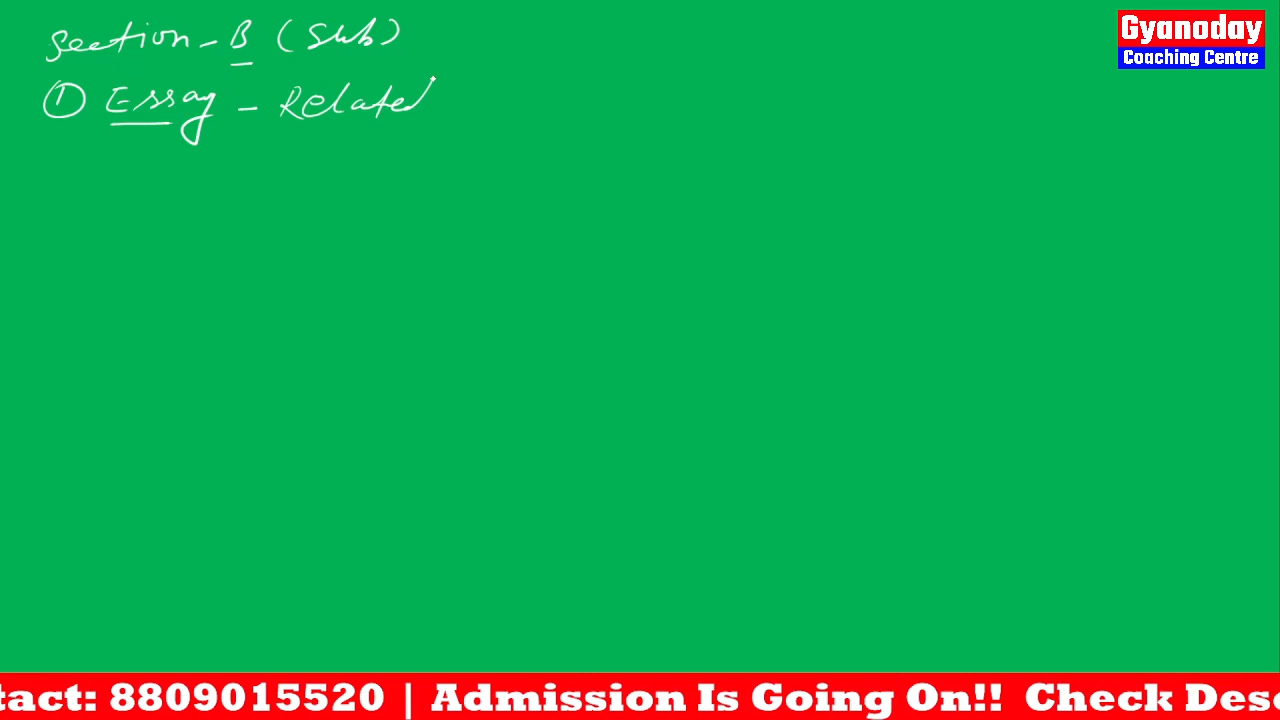 Section - B (Sub)
Gyanoday
Coaching Centre
① Essay - Related
tact: 8809015520 | Admission Is Going On!! Check Desc